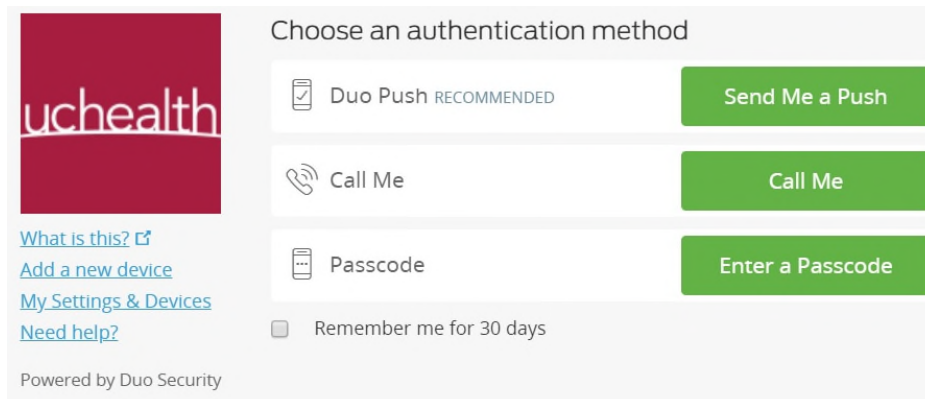 uchealth
What is this?
Add a new device
My Settings & Devices
Need help?
Powered by Duo Security
Choose an authentication method
Duo Push RECOMMENDED Send Me a Push
Call Me Call Me
Passcode Enter a Passcode
Remember me for 30 days